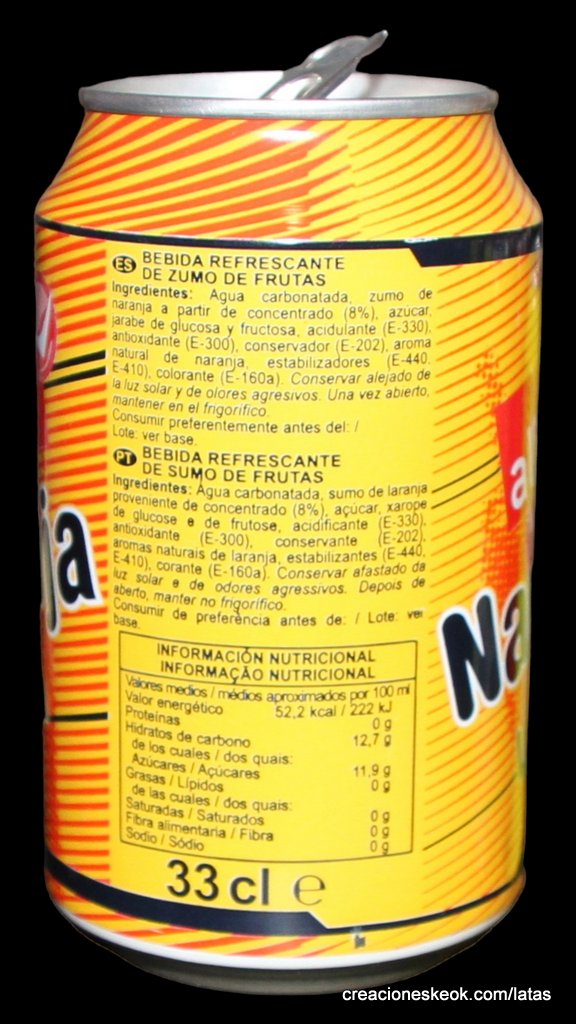 ES BEBIDA REFRESCANTE
DE ZUMO DE FRUTAS
Ingredientes: Agua carbonatada, zumo de
naranja a partir de concentrado (8%), azúcar,
jarabe de glucosa y fructosa, acidulante (E-330),
antioxidante (E-300), conservador (E-202), aroma
natural de naranja, estabilizadores (E-440,
E-410), colorante (E-160a). Conservar alejado de
la luz solar y de olores agresivos. Una vez abierto,
mantener en el frigorífico.
Consumir preferentemente antes del: /
Lote: ver base.
PT BEBIDA REFRESCANTE
DE SUMO DE FRUTAS
Ingredientes: Água carbonatada, sumo de laranja
proveniente de concentrado (8%), açúcar, xarope
de glucose e de frutose, acidificante (E-330),
antioxidante (E-300), conservante (E-202),
aromas naturais de laranja, estabilizantes (E-440,
E-410), corante (E-160a). Conservar afastado da
luz solar e de odores agressivos. Depois de
aberto, manter no frigorífico.
Consumir de preferência antes de: / Lote: ver
base.
ja
Na
INFORMACIÓN NUTRICIONAL
INFORMAÇÃO NUTRICIONAL
Valores medios / médios aproximados por 100 ml
Valor energético 52,2 kcal / 222 kJ
Proteínas 0 g
Hidratos de carbono 12,7 g
de los cuales / dos quais:
Azúcares / Açúcares 11,9 g
Grasas / Lípidos 0 g
de las cuales / dos quais:
Saturadas / Saturados 0 g
Fibra alimentaria / Fibra 0 g
Sodio / Sódio 0 g
33 cl e
creacioneskeok.com/latas